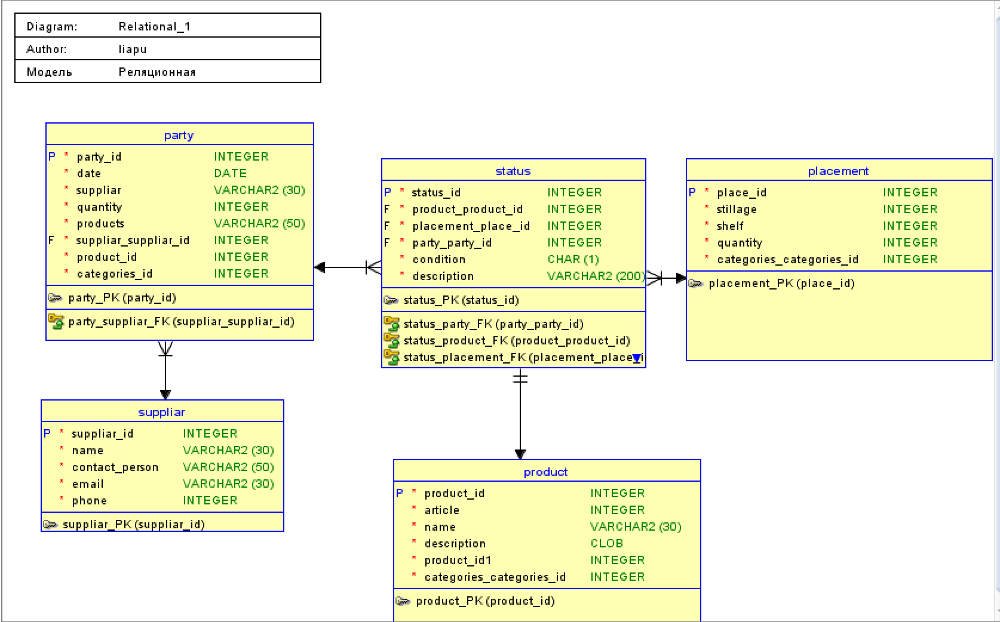 Diagram: Relational_1
Author: liapu
Модель Реляционная
party
P * party_id INTEGER
* date DATE
* suppliar VARCHAR2 (30)
* quantity INTEGER
* products VARCHAR2 (50)
F * suppliar_suppliar_id INTEGER
* product_id INTEGER
* categories_id INTEGER
party_PK (party_id)
party_suppliar_FK (suppliar_suppliar_id)
status
P * status_id INTEGER
F * product_product_id INTEGER
F * placement_place_id INTEGER
F * party_party_id INTEGER
* condition CHAR (1)
* description VARCHAR2 (200)
status_PK (status_id)
status_party_FK (party_party_id)
status_product_FK (product_product_id)
status_placement_FK (placement_place_i
placement
P * place_id INTEGER
* stillage INTEGER
* shelf INTEGER
* quantity INTEGER
* categories_categories_id INTEGER
placement_PK (place_id)
suppliar
P * suppliar_id INTEGER
* name VARCHAR2 (30)
* contact_person VARCHAR2 (50)
* email VARCHAR2 (30)
* phone INTEGER
suppliar_PK (suppliar_id)
product
P * product_id INTEGER
* article INTEGER
* name VARCHAR2 (30)
* description CLOB
* product_id1 INTEGER
* categories_categories_id INTEGER
product_PK (product_id)